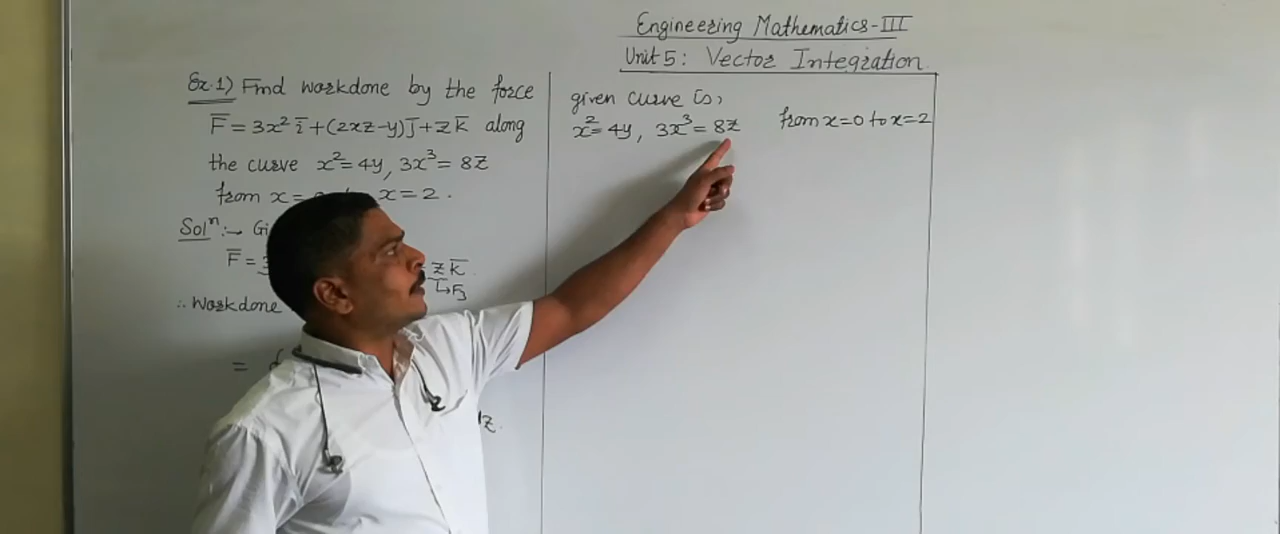 Engineering Mathematics-III
Unit 5: Vector Integration
Ex.1) Find workdone by the force
F̅ = 3x² i̅ + (2xz-y) j̅ + z k̅ along
the curve x²=4y, 3x³=8z
from x= x=2.
Solⁿ:→
F̅ = z k̅
↳F₃
∴ Workdone
=
z.
given curve is,
x²=4y, 3x³=8z from x=0 to x=2